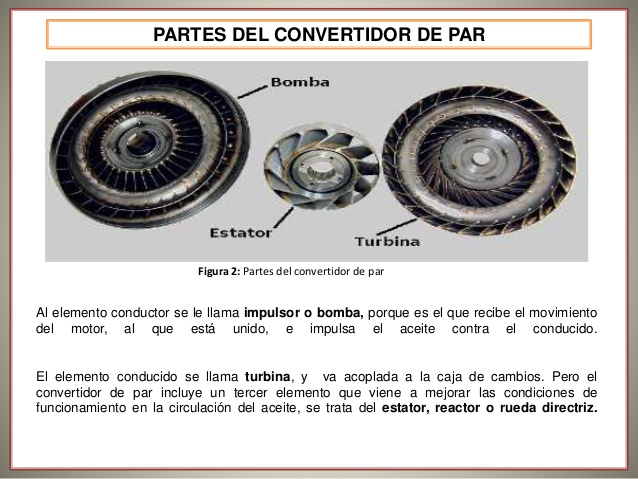 PARTES DEL CONVERTIDOR DE PAR
Bomba
Estator
Turbina
Figura 2: Partes del convertidor de par
Al elemento conductor se le llama impulsor o bomba, porque es el que recibe el movimiento
del motor, al que está unido, e impulsa el aceite contra el conducido.
El elemento conducido se llama turbina, y va acoplada a la caja de cambios. Pero el
convertidor de par incluye un tercer elemento que viene a mejorar las condiciones de
funcionamiento en la circulación del aceite, se trata del estator, reactor o rueda directriz.